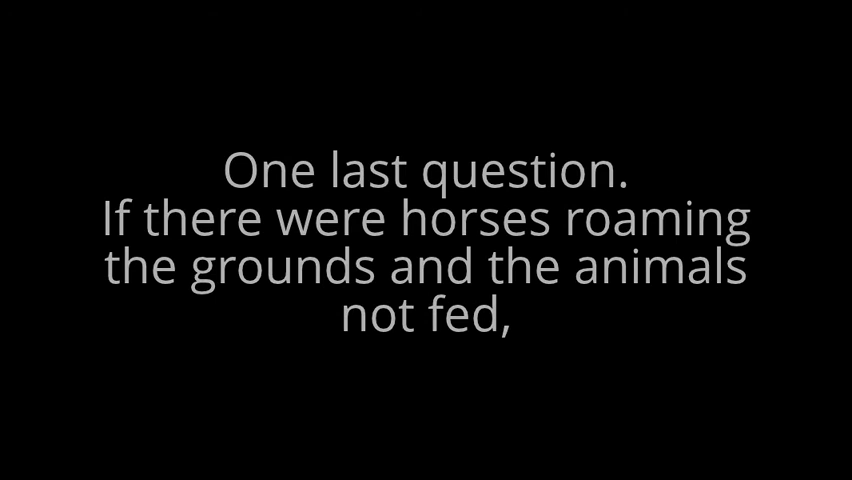 One last question.
If there were horses roaming
the grounds and the animals
not fed,